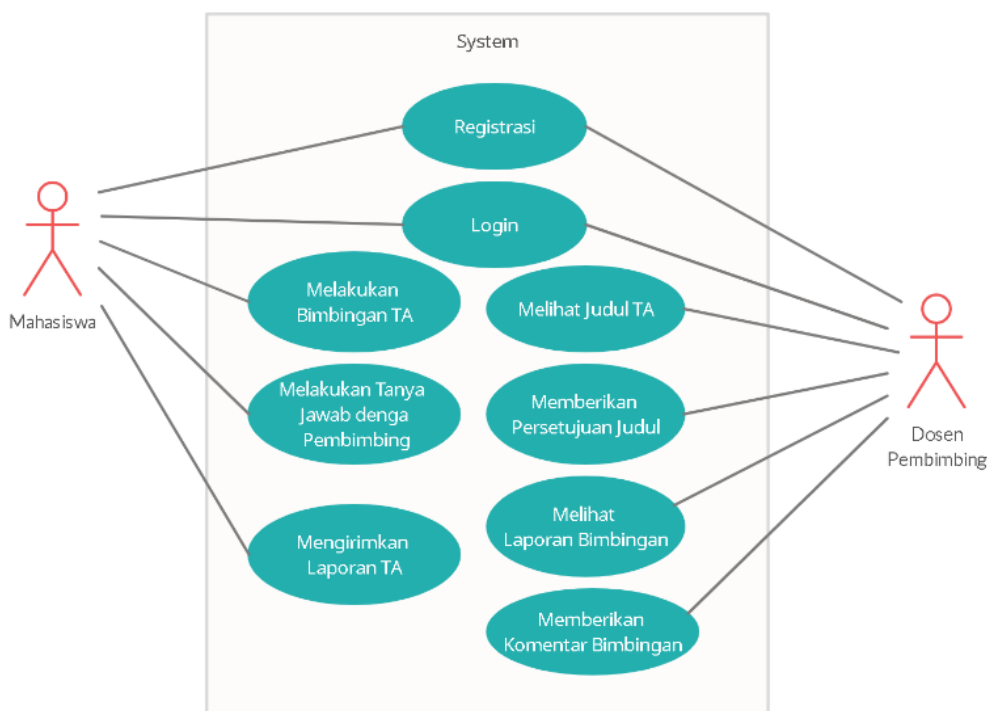 System
Registrasi
Login
Mahasiswa
Melakukan
Bimbingan TA
Melihat Judul TA
Melakukan Tanya
Jawab denga
Pembimbing
Memberikan
Persetujuan Judul
Dosen
Pembimbing
Melihat
Laporan Bimbingan
Mengirimkan
Laporan TA
Memberikan
Komentar Bimbingan